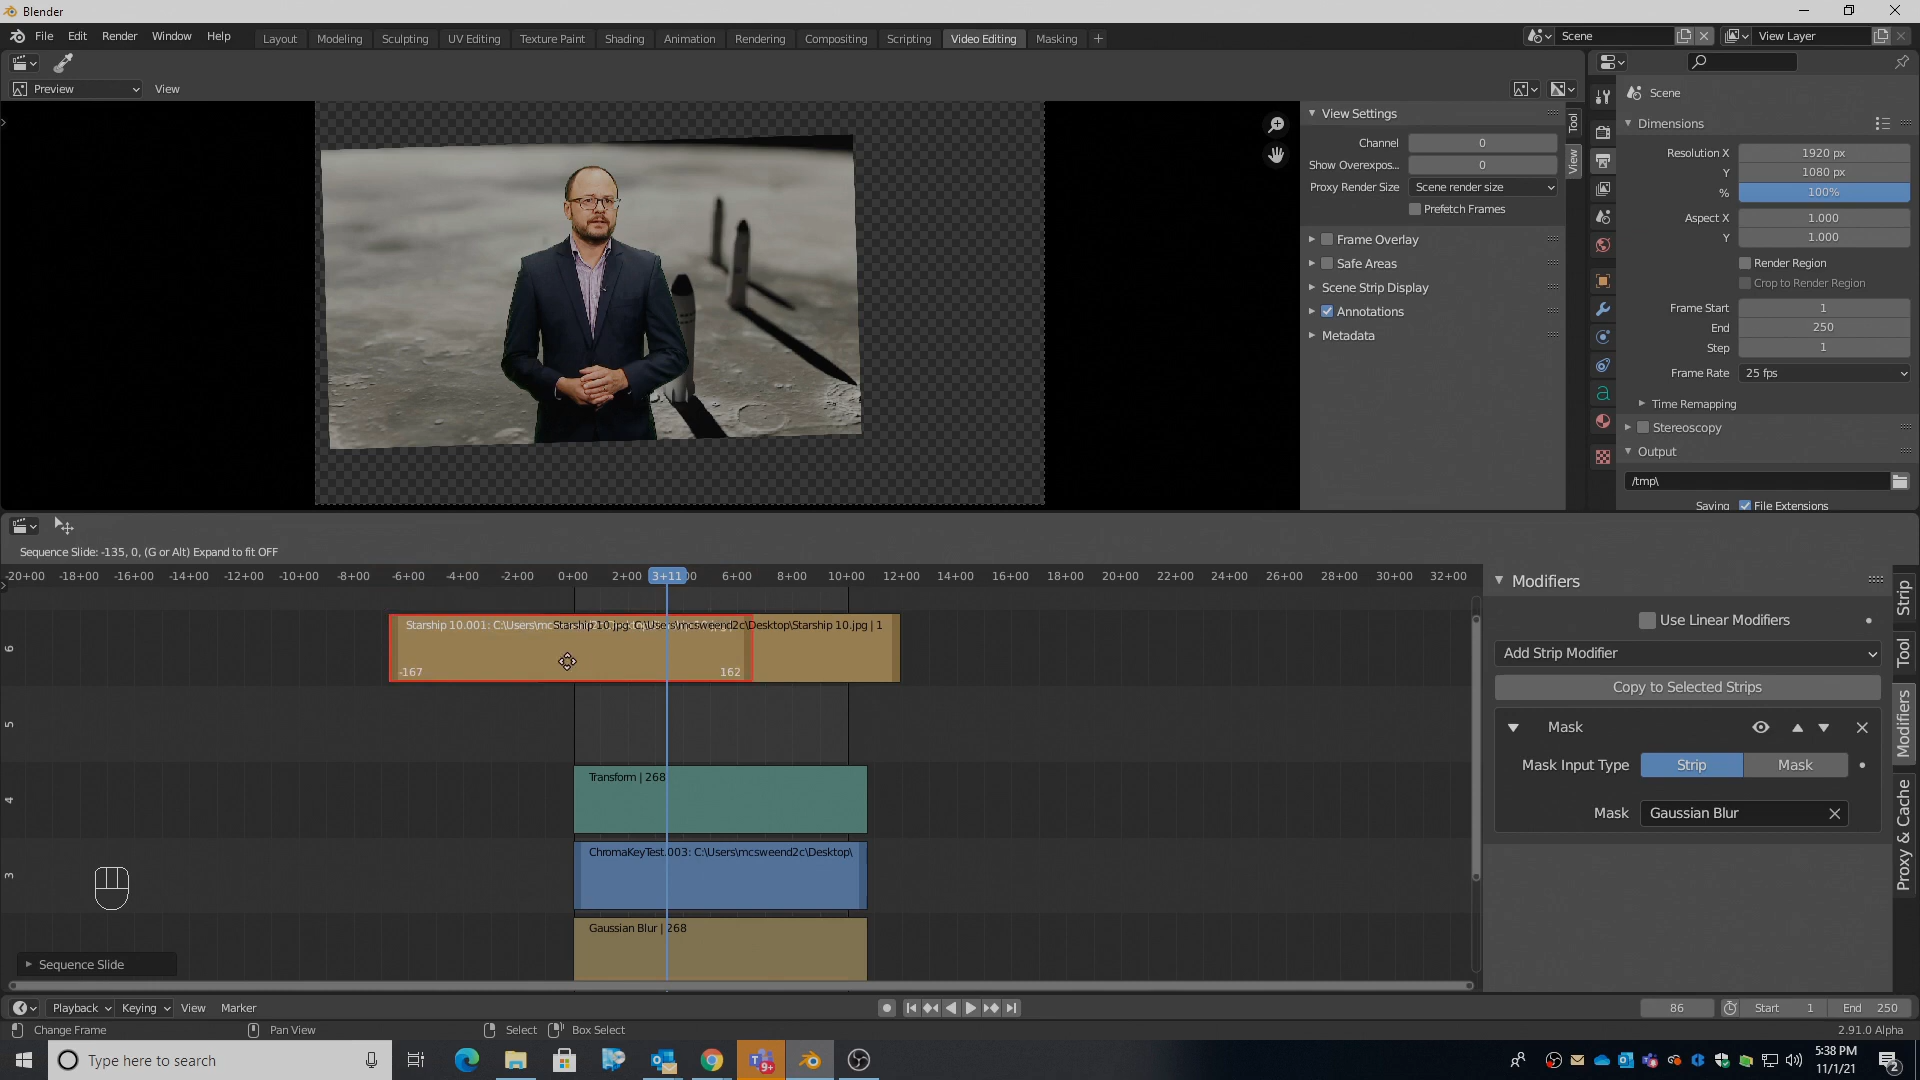 Blender
File Edit Render Window Help
Layout Modeling Sculpting UV Editing Texture Paint Shading Animation Rendering Compositing Scripting Video Editing Masking +
Scene
View Layer
Preview View
View Settings
Channel 0
Show Overexpos... 0
Proxy Render Size Scene render size
Prefetch Frames
Frame Overlay
Safe Areas
Scene Strip Display
Annotations
Metadata
Tool
View
Scene
Dimensions
Resolution X 1920 px
Y 1080 px
% 100%
Aspect X 1.000
Y 1.000
Render Region
Crop to Render Region
Frame Start 1
End 250
Step 1
Frame Rate 25 fps
Time Remapping
Stereoscopy
Output
/tmp\
Saving File Extensions
Sequence Slide: -135, 0, (G or Alt) Expand to fit OFF
-20+00 -18+00 -16+00 -14+00 -12+00 -10+00 -8+00 -6+00 -4+00 -2+00 0+00 2+00 3+11 6+00 8+00 10+00 12+00 14+00 16+00 18+00 20+00 22+00 24+00 26+00 28+00 30+00 32+00
6
Starship 10.001: C:\Users\mc
Starship 10.jpg: C:\Users\mcsweend2c\Desktop\Starship 10.jpg | 1
-167 162
5
4
Transform | 268
3
ChromaKeyTest.003: C:\Users\mcsweend2c\Desktop\
Gaussian Blur | 268
Sequence Slide
Modifiers
Use Linear Modifiers
Add Strip Modifier
Copy to Selected Strips
Mask
Mask Input Type Strip Mask
Mask Gaussian Blur
Strip
Tool
Modifiers
Proxy & Cache
Playback Keying View Marker
86 Start 1 End 250
Change Frame Pan View Select Box Select
2.91.0 Alpha
Type here to search
9+
5:38 PM
11/1/21
2